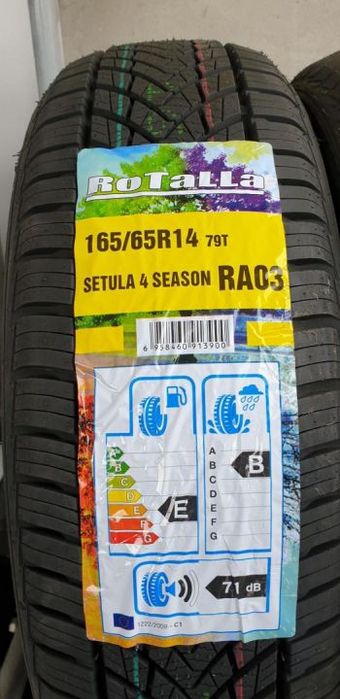 RoTaLLa
165/65R14 79T
SETULA 4 SEASON RA03
6 958460 913900
A
B
C
D
E
F
G
E
A
B
C
D
E
F
G
B
71 dB
1222/2009 - C1